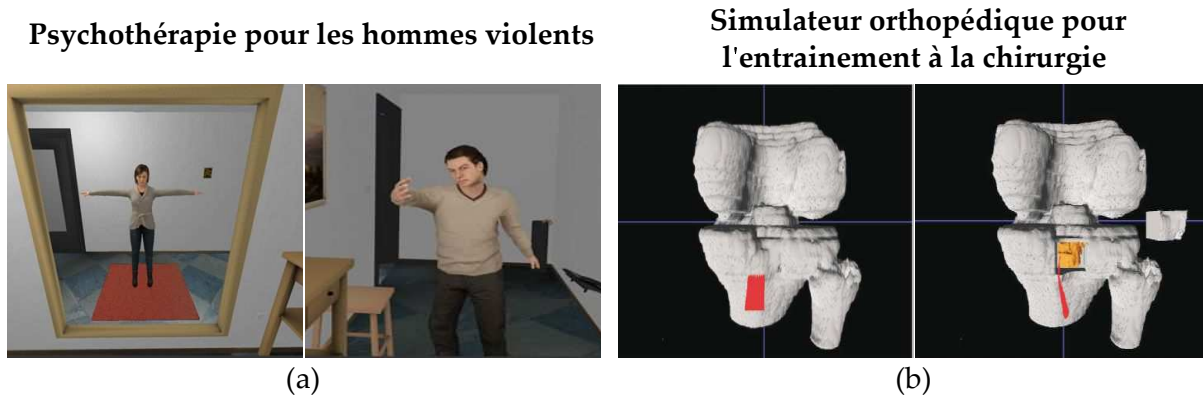 Psychothérapie pour les hommes violents
Simulateur orthopédique pour
l'entrainement à la chirurgie
(a)
(b)